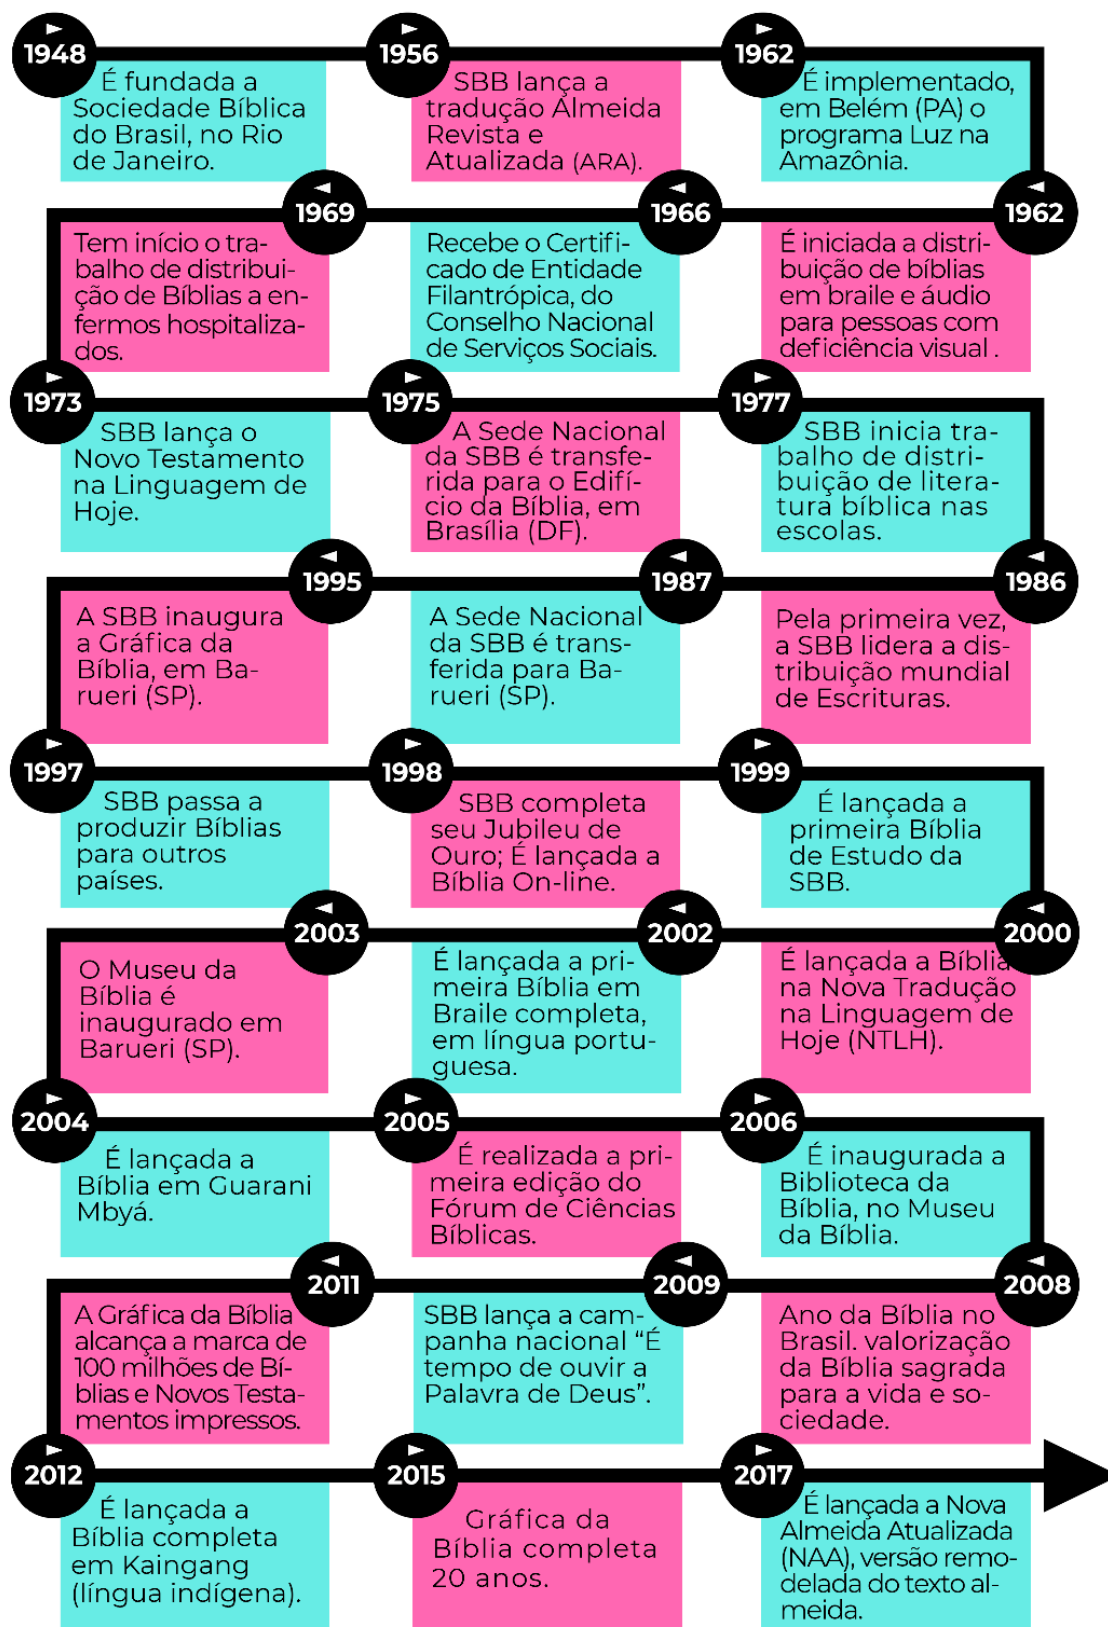 1948
É fundada a
Sociedade Bíblica
do Brasil, no Rio
de Janeiro.
1956
SBB lança a
tradução Almeida
Revista e
Atualizada (ARA).
1962
É implementado,
em Belém (PA) o
programa Luz na
Amazônia.
1962
É iniciada a distri-
buição de bíblias
em braile e áudio
para pessoas com
deficiência visual .
1966
Recebe o Certifi-
cado de Entidade
Filantrópica, do
Conselho Nacional
de Serviços Sociais.
1969
Tem início o tra-
balho de distribui-
ção de Bíblias a en-
fermos hospitaliza-
dos.
1973
SBB lança o
Novo Testamento
na Linguagem de
Hoje.
1975
A Sede Nacional
da SBB é transfe-
rida para o Edifí-
cio da Bíblia, em
Brasília (DF).
1977
SBB inicia tra-
balho de distri-
buição de litera-
tura bíblica nas
escolas.
1986
Pela primeira vez,
a SBB lidera a dis-
tribuição mundial
de Escrituras.
1987
A Sede Nacional
da SBB é trans-
ferida para Ba-
rueri (SP).
1995
A SBB inaugura
a Gráfica da
Bíblia, em Ba-
rueri (SP).
1997
SBB passa a
produzir Bíblias
para outros
países.
1998
SBB completa
seu Jubileu de
Ouro; É lançada a
Bíblia On-line.
1999
É lançada a
primeira Bíblia
de Estudo da
SBB.
2000
É lançada a Bíblia
na Nova Tradução
na Linguagem de
Hoje (NTLH).
2002
É lançada a pri-
meira Bíblia em
Braile completa,
em língua portu-
guesa.
2003
O Museu da
Bíblia é
inaugurado em
Barueri (SP).
2004
É lançada a
Bíblia em Guarani
Mbyá.
2005
É realizada a pri-
meira edição do
Fórum de Ciências
Bíblicas.
2006
É inaugurada a
Biblioteca da
Bíblia, no Museu
da Bíblia.
2008
Ano da Bíblia no
Brasil. valorização
da Bíblia sagrada
para a vida e so-
ciedade.
2009
SBB lança a cam-
panha nacional “É
tempo de ouvir a
Palavra de Deus”.
2011
A Gráfica da Bíblia
alcança a marca de
100 milhões de Bí-
blias e Novos Testa-
mentos impressos.
2012
É lançada a
Bíblia completa
em Kaingang
(língua indígena).
2015
Gráfica da
Bíblia completa
20 anos.
2017
É lançada a Nova
Almeida Atualizada
(NAA), versão remo-
delada do texto al-
meida.